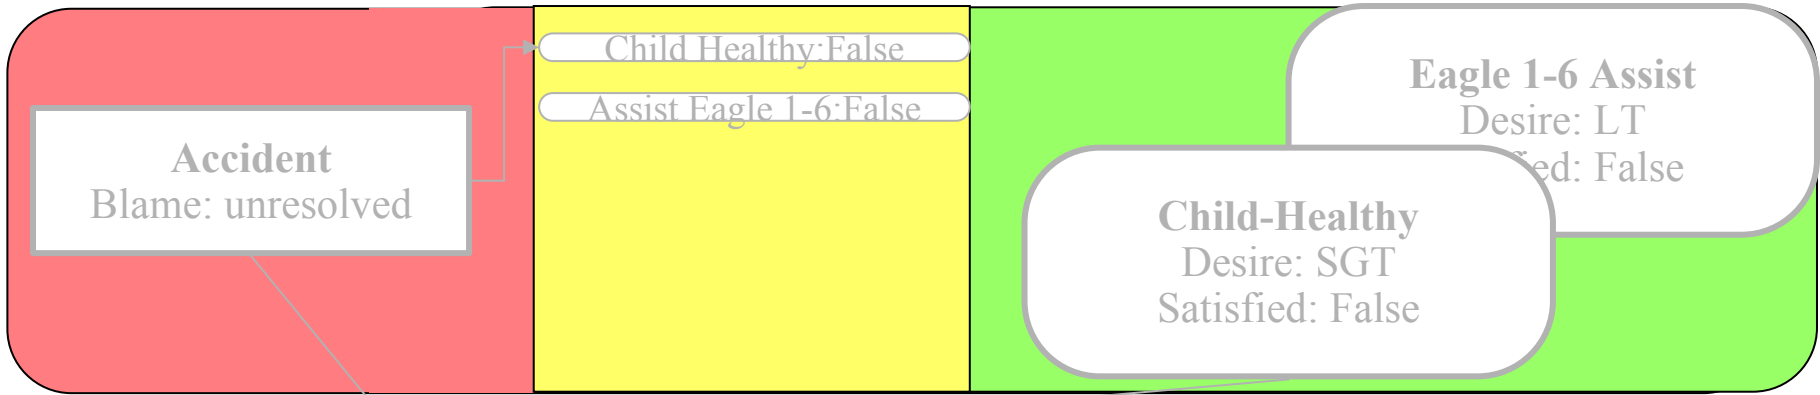 Accident
Blame: unresolved
Child Healthy:False
Assist Eagle 1-6:False
Eagle 1-6 Assist
Desire: LT
False
Child-Healthy
Desire: SGT
Satisfied: False